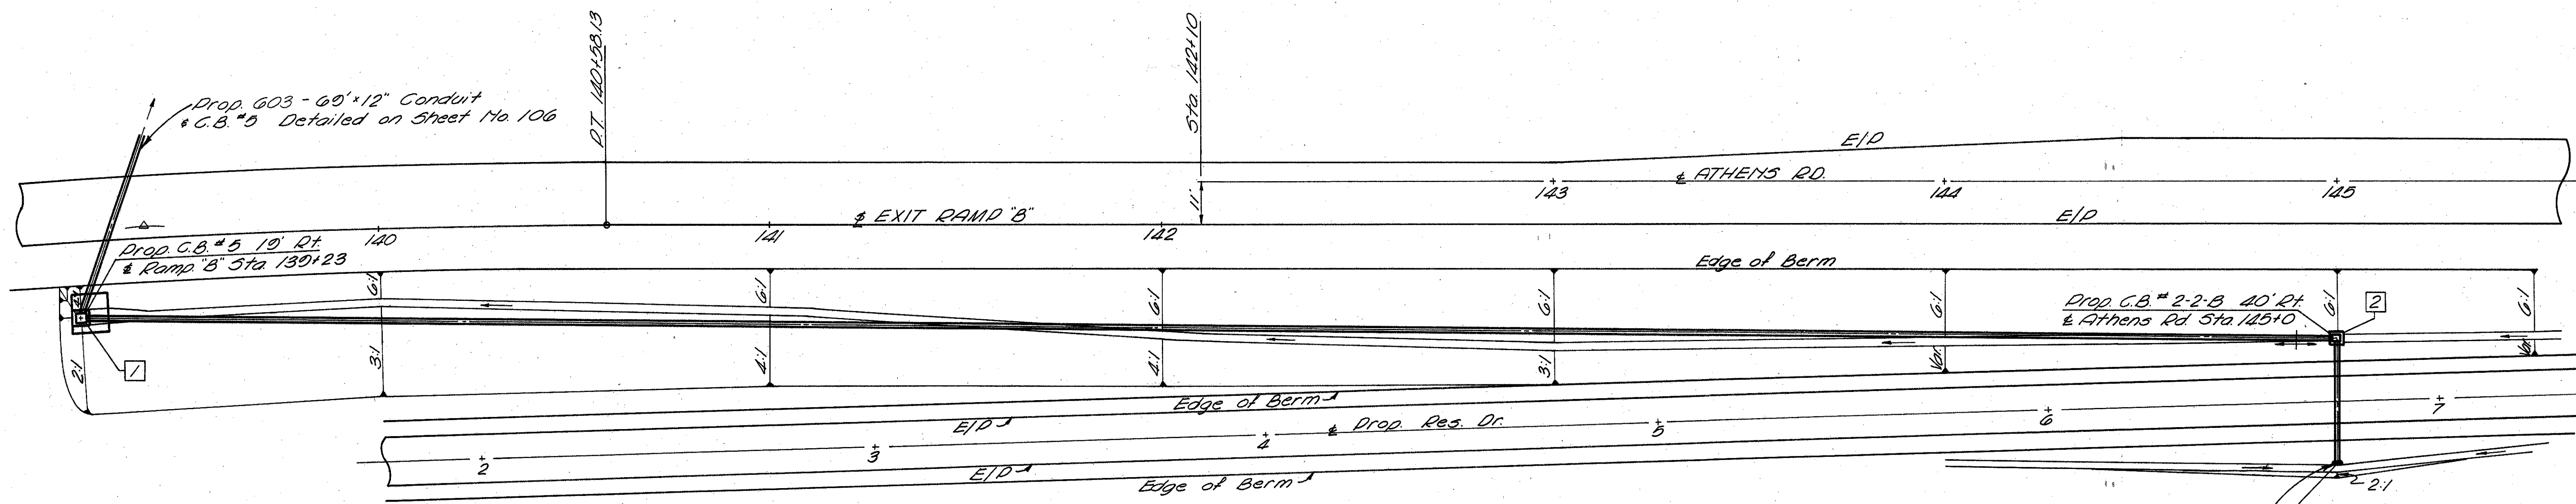 P.T. 140+58.13
Sta. 142+10
Prop. 603 - 69' x 12" Conduit
& C.B. #5 Detailed on Sheet No. 106
E/P
11'
℄ ATHENS RD.
143
144
145
℄ EXIT RAMP "B"
E/P
140
141
142
Prop. C.B. #5 19' Rt.
℄ Ramp. "B" Sta. 139+23
Edge of Berm
6:1
6:1
6:1
6:1
6:1
6:1
6:1
Prop. C.B. # 2-2-B 40' Rt.
℄ Athens Rd. Sta. 145+0
2
1
2:1
3:1
4:1
4:1
3:1
Var.
Var.
Edge of Berm
E/P
℄ Prop. Res. Dr.
2
3
4
5
6
7
E/P
Edge of Berm
2:1